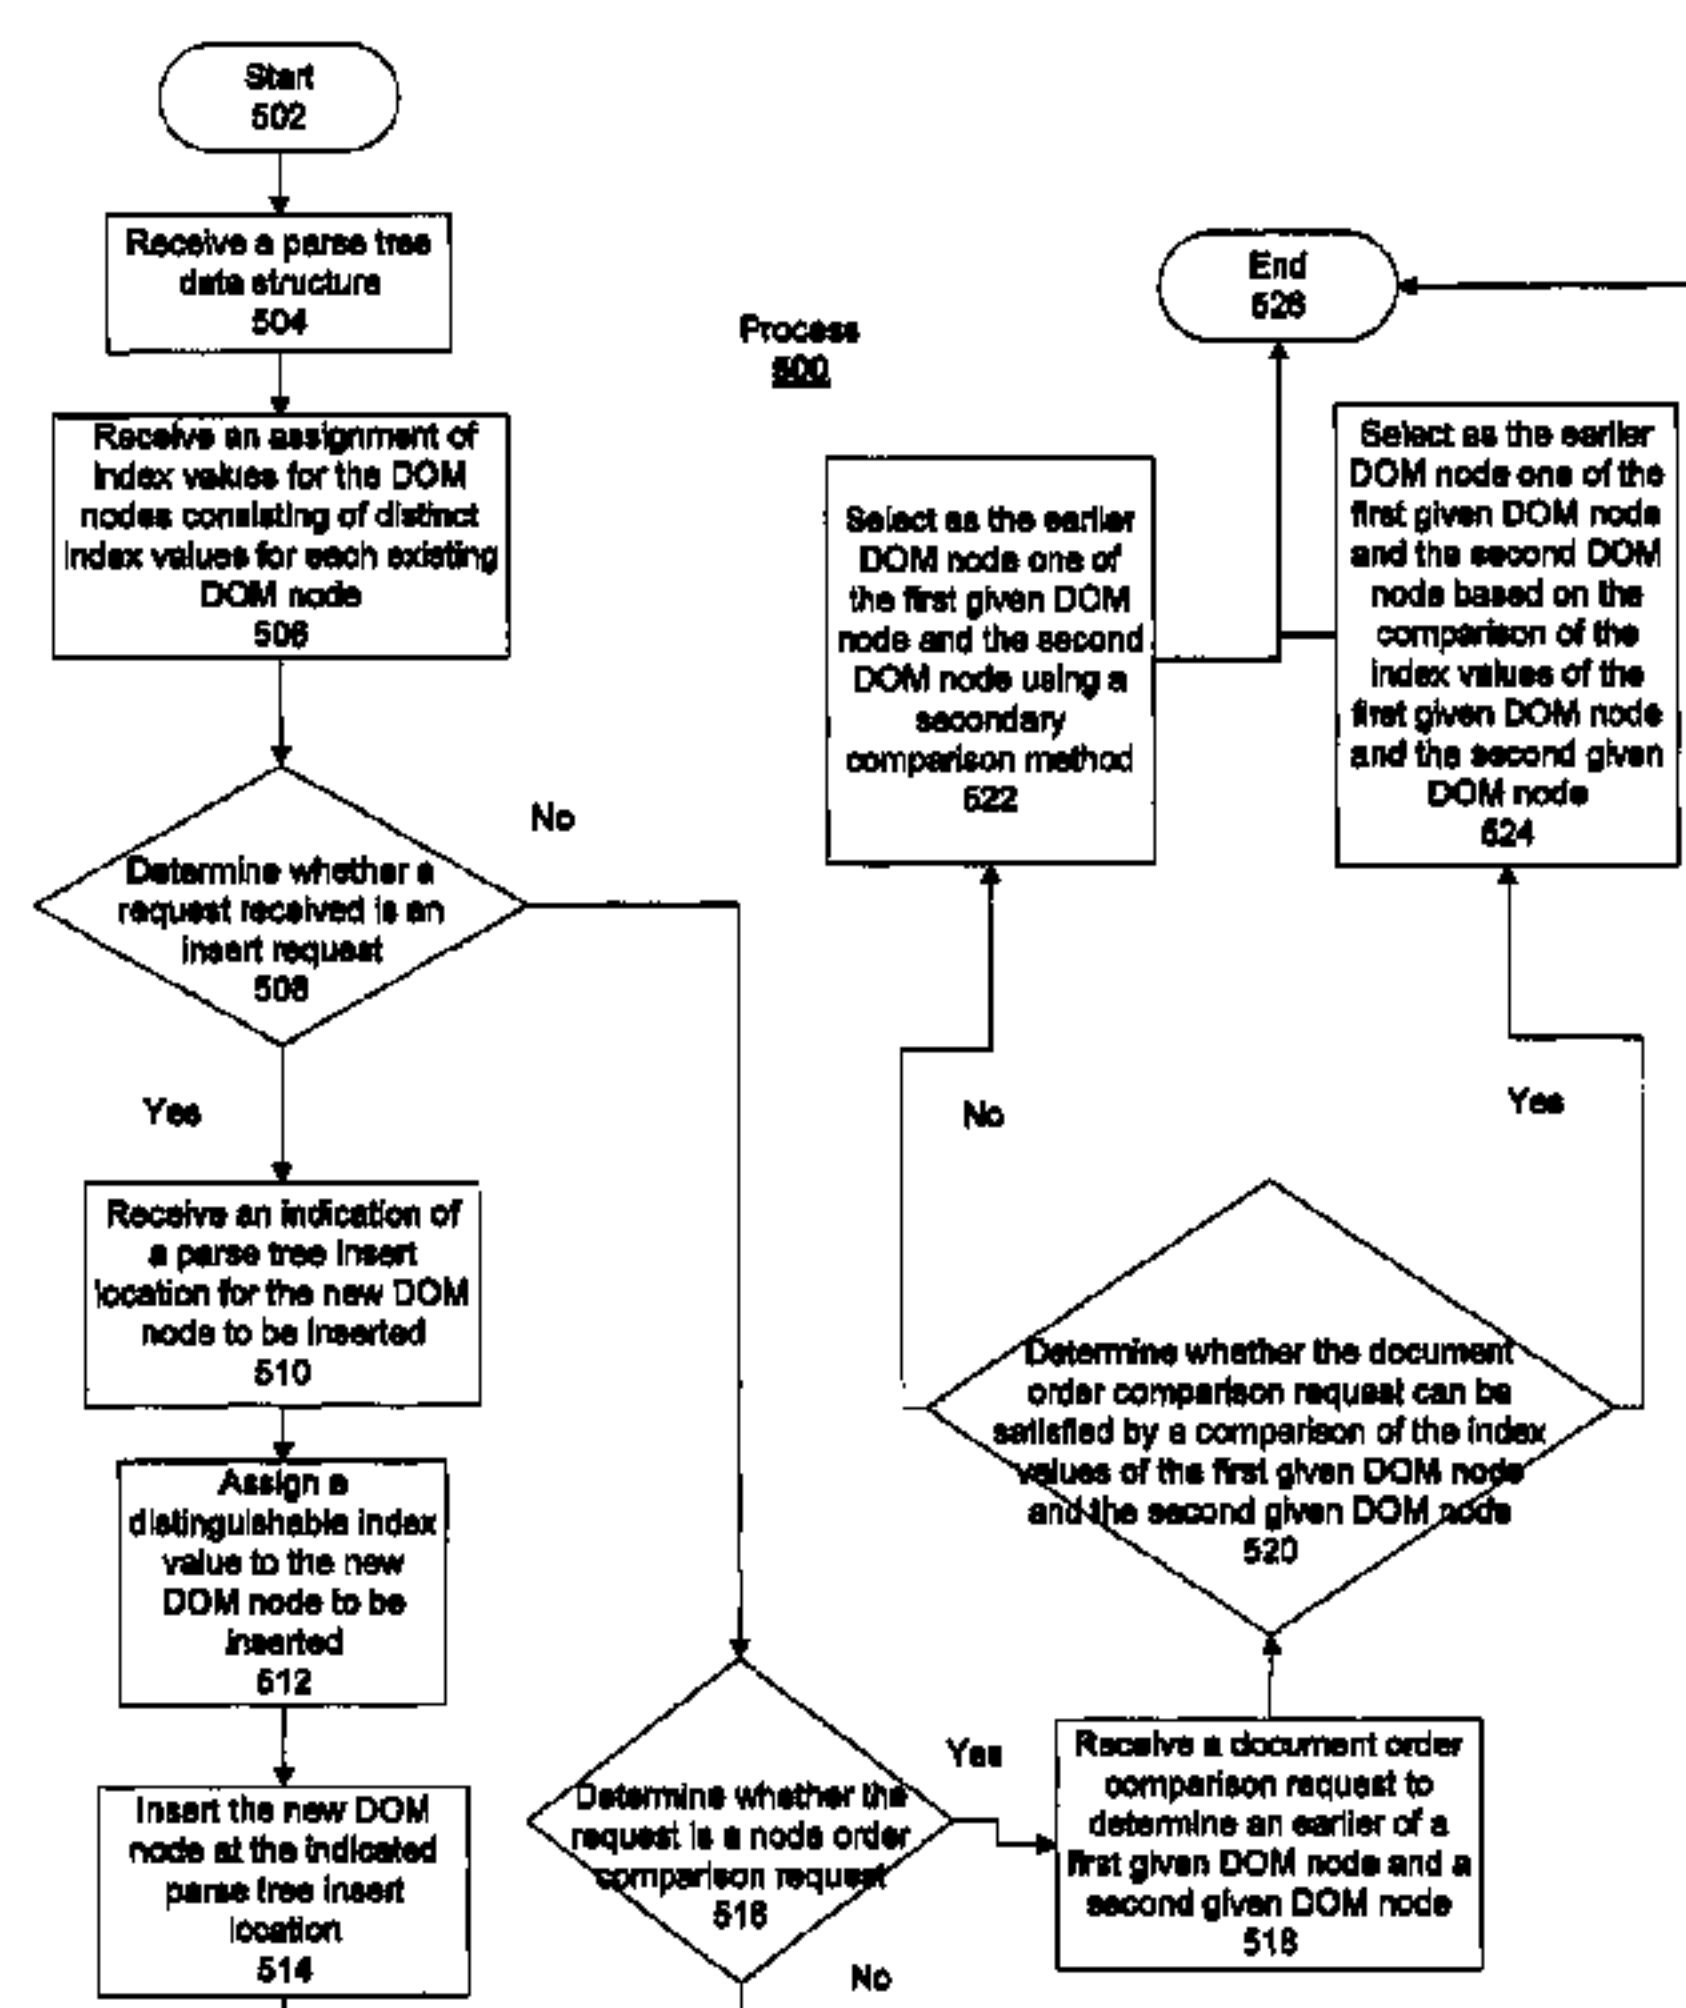 Start
502
Receive a parse tree
data structure
504
Receive an assignment of
index values for the DOM
nodes consisting of distinct
index values for each existing
DOM node
506
Determine whether a
request received is an
insert request
508
No
Yes
Receive an indication of
a parse tree insert
location for the new DOM
node to be inserted
510
Assign a
distinguishable index
value to the new
DOM node to be
inserted
512
Insert the new DOM
node at the indicated
parse tree insert
location
514
Process
500
End
526
Select as the earlier
DOM node one of
the first given DOM
node and the second
DOM node using a
secondary
comparison method
522
Select as the earlier
DOM node one of the
first given DOM node
and the second DOM
node based on the
comparison of the
index values of the
first given DOM node
and the second given
DOM node
524
No
Yes
Determine whether the document
order comparison request can be
satisfied by a comparison of the index
values of the first given DOM node
and the second given DOM node
520
Determine whether the
request is a node order
comparison request
516
Yes
No
Receive a document order
comparison request to
determine an earlier of a
first given DOM node and a
second given DOM node
518